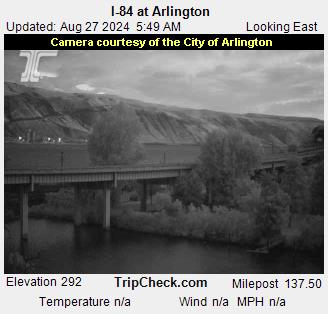 I-84 at Arlington
Updated: Aug 27 2024 5:49 AM Looking East
Camera courtesy of the City of Arlington
Elevation 292 TripCheck.com Milepost 137.50
Temperature n/a Wind n/a MPH n/a